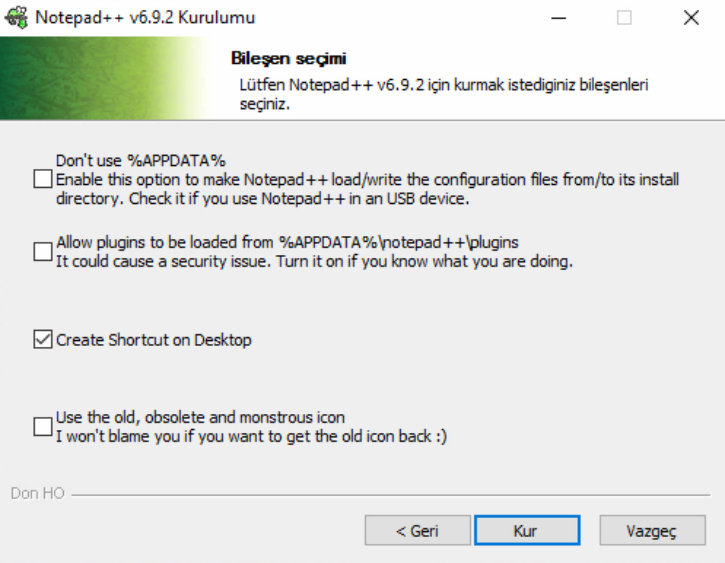 Notepad++ v6.9.2 Kurulumu
Bileşen seçimi
Lütfen Notepad++ v6.9.2 için kurmak istediginiz bileşenleri
seçiniz.
Don't use %APPDATA%
Enable this option to make Notepad++ load/write the configuration files from/to its install
directory. Check it if you use Notepad++ in an USB device.
Allow plugins to be loaded from %APPDATA%\notepad++\plugins
It could cause a security issue. Turn it on if you know what you are doing.
Create Shortcut on Desktop
Use the old, obsolete and monstrous icon
I won't blame you if you want to get the old icon back :)
Don HO
< Geri
Kur
Vazgeç